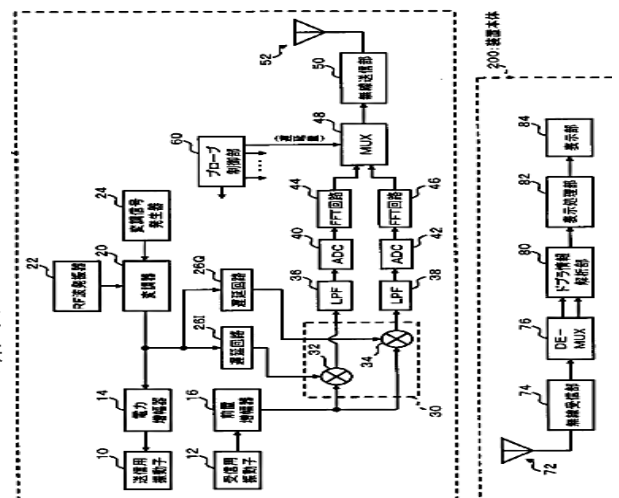 10
送信用
振動子
14
電力
増幅器
12
受信用
振動子
16
前置
増幅器
22
RF波発振器
20
変調器
24
変調信号
発生器
26I
遅延回路
26Q
遅延回路
30
32
34
36
LPF
38
LPF
40
ADC
42
ADC
44
FFT回路
46
FFT回路
60
プローブ
制御部
(遅延量)
48
MUX
50
無線送信部
52
200:装置本体
72
74
無線受信部
76
DE-
MUX
80
ドプラ情報
解析部
82
表示処理部
84
表示部